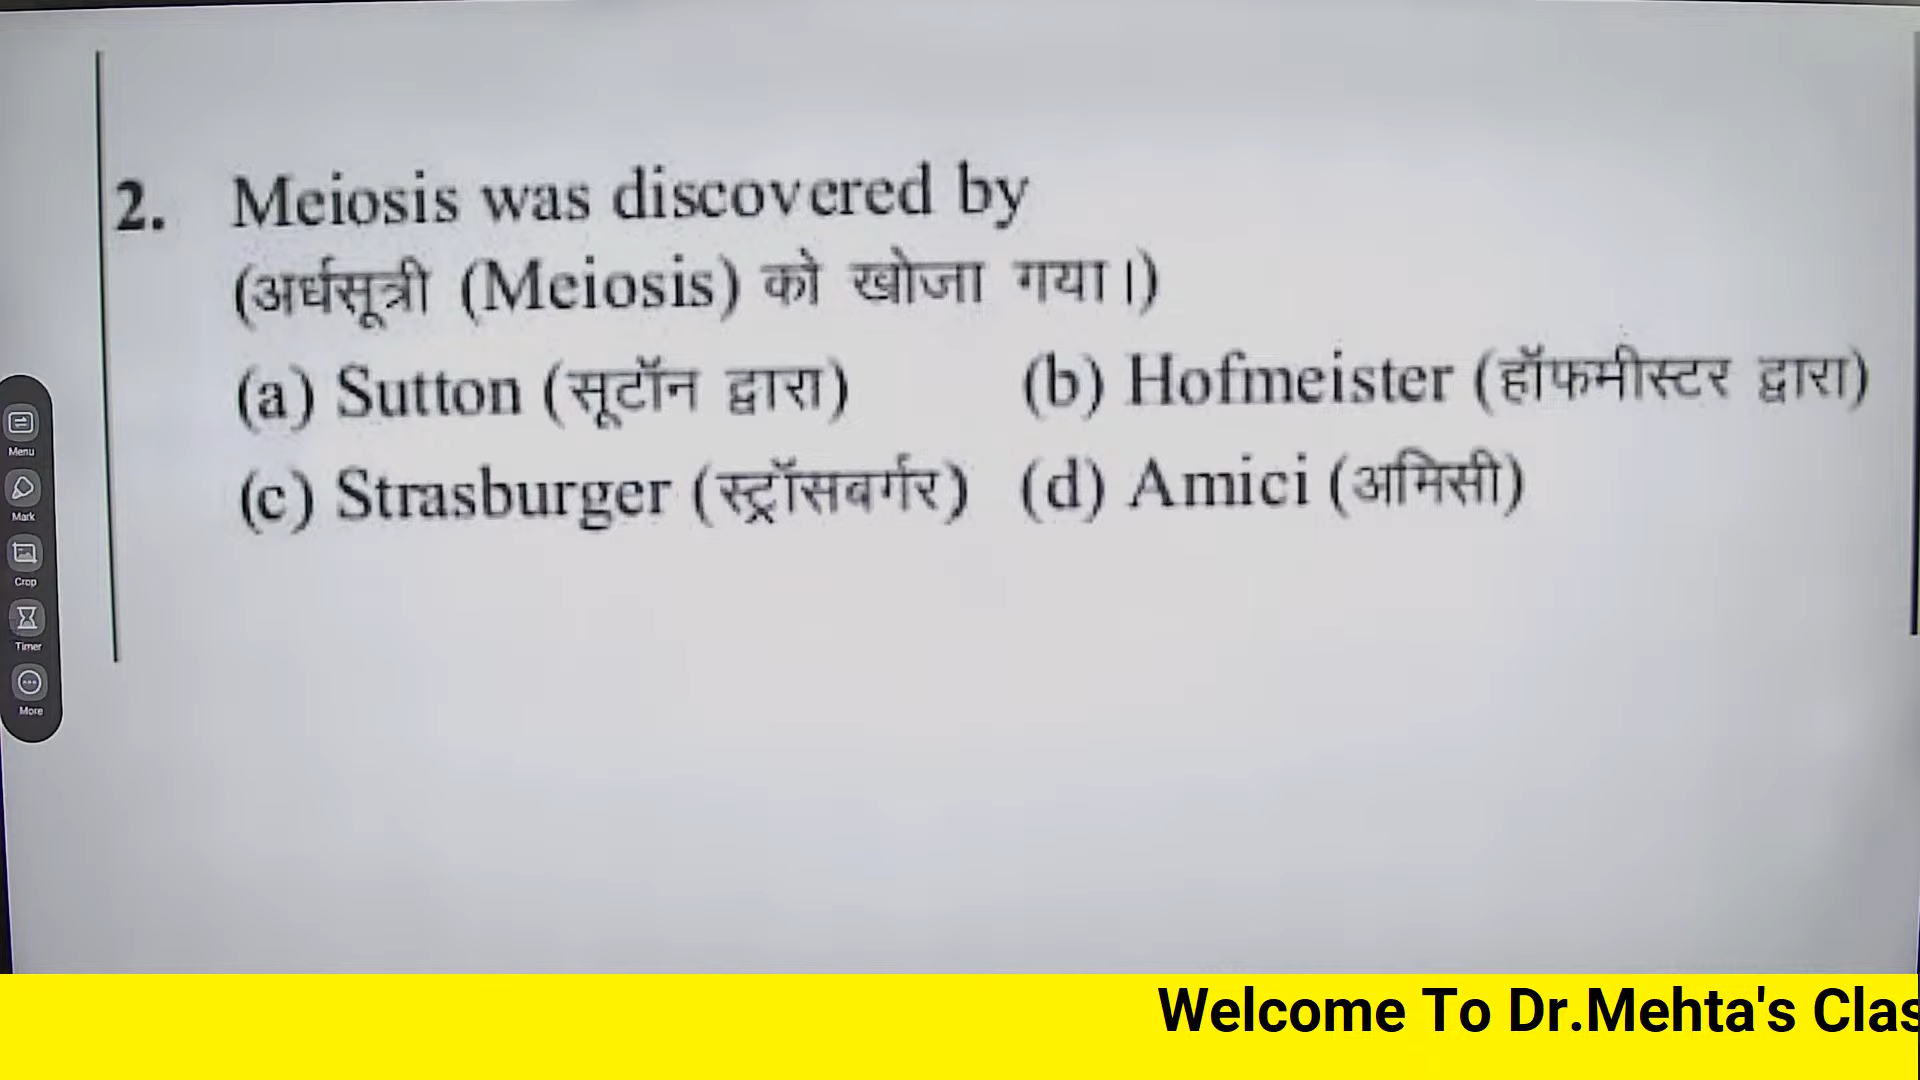 2. Meiosis was discovered by
(अर्धसूत्री (Meiosis) को खोजा गया।)
(a) Sutton (सूटॉन द्वारा) (b) Hofmeister (हॉफमीस्टर द्वारा)
(c) Strasburger (स्ट्रॉसबर्गर) (d) Amici (अमिसी)
Menu
Mark
Crop
Timer
More
Welcome To Dr.Mehta's Clas